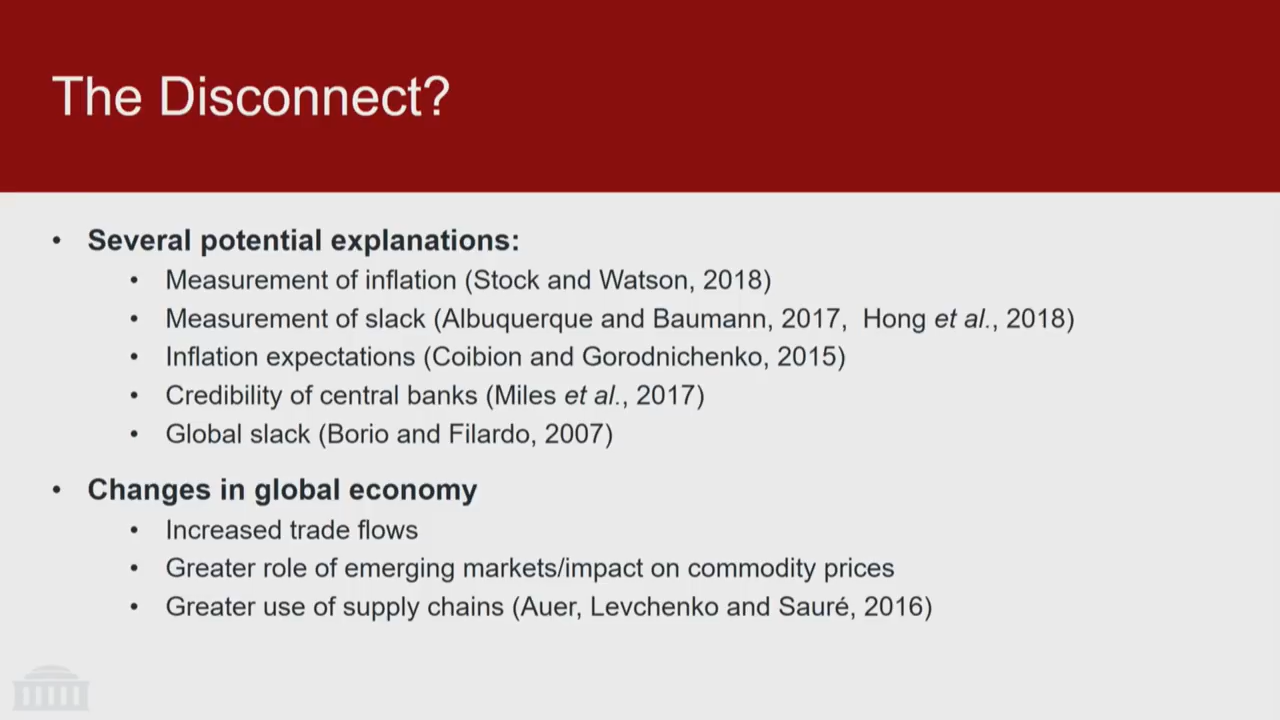 The Disconnect?
• Several potential explanations:
• Measurement of inflation (Stock and Watson, 2018)
• Measurement of slack (Albuquerque and Baumann, 2017,  Hong et al., 2018)
• Inflation expectations (Coibion and Gorodnichenko, 2015)
• Credibility of central banks (Miles et al., 2017)
• Global slack (Borio and Filardo, 2007)
• Changes in global economy
• Increased trade flows
• Greater role of emerging markets/impact on commodity prices
• Greater use of supply chains (Auer, Levchenko and Sauré, 2016)